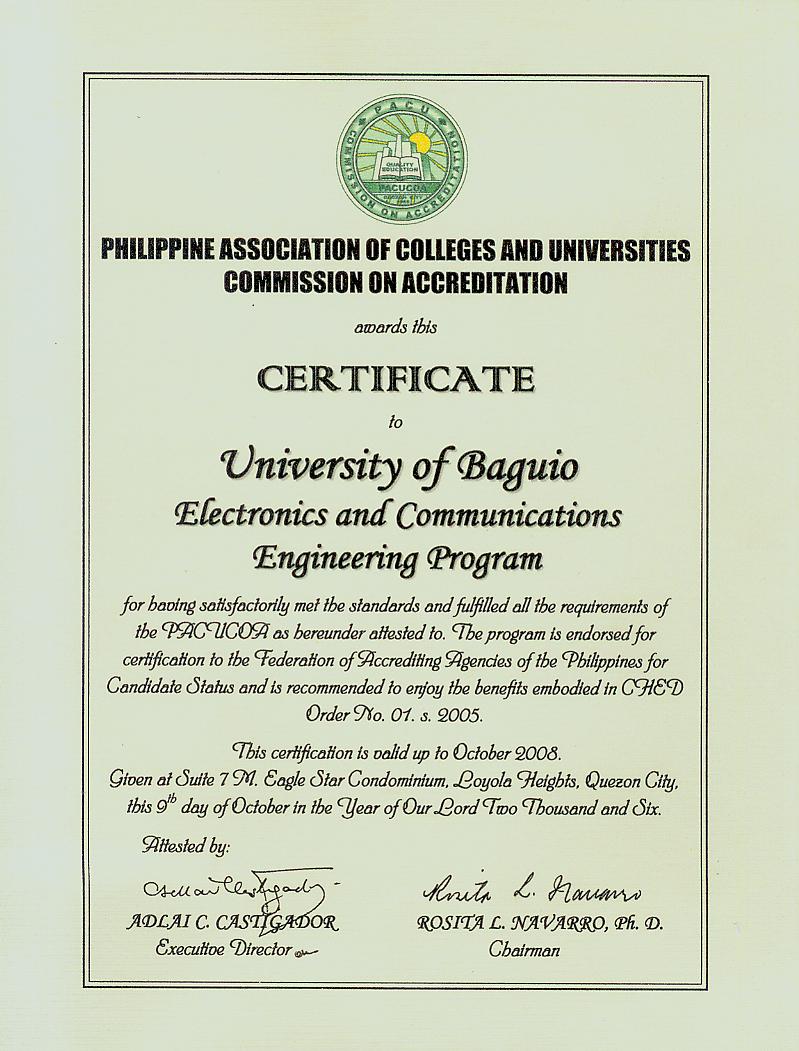 PACU
COMMISSION ON ACCREDITATION
QUALITY
EDUCATION
PACUCOA
PHILIPPINE ASSOCIATION OF COLLEGES AND UNIVERSITIES
COMMISSION ON ACCREDITATION
awards this
CERTIFICATE
to
University of Baguio
Electronics and Communications
Engineering Program
for having satisfactorily met the standards and fulfilled all the requirements of
the PACUCOA as hereunder attested to. The program is endorsed for
certification to the Federation of Accrediting Agencies of the Philippines for
Candidate Status and is recommended to enjoy the benefits embodied in CHED
Order No. 01. s. 2005.
This certification is valid up to October 2008.
Given at Suite 7 M. Eagle Star Condominium, Loyola Heights, Quezon City,
this 9th day of October in the Year of Our Lord Two Thousand and Six.
Attested by:
Rosita L. Navarro
ADLAI C. CASTIGADOR
ROSITA L. NAVARRO, Ph. D.
Executive Director
Chairman